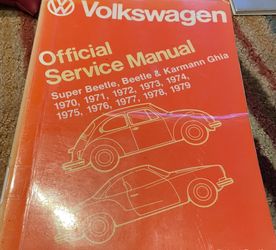 Volkswagen
Official
Service Manual
Super Beetle, Beetle & Karmann Ghia
1970, 1971, 1972, 1973, 1974,
1975, 1976, 1977, 1978, 1979